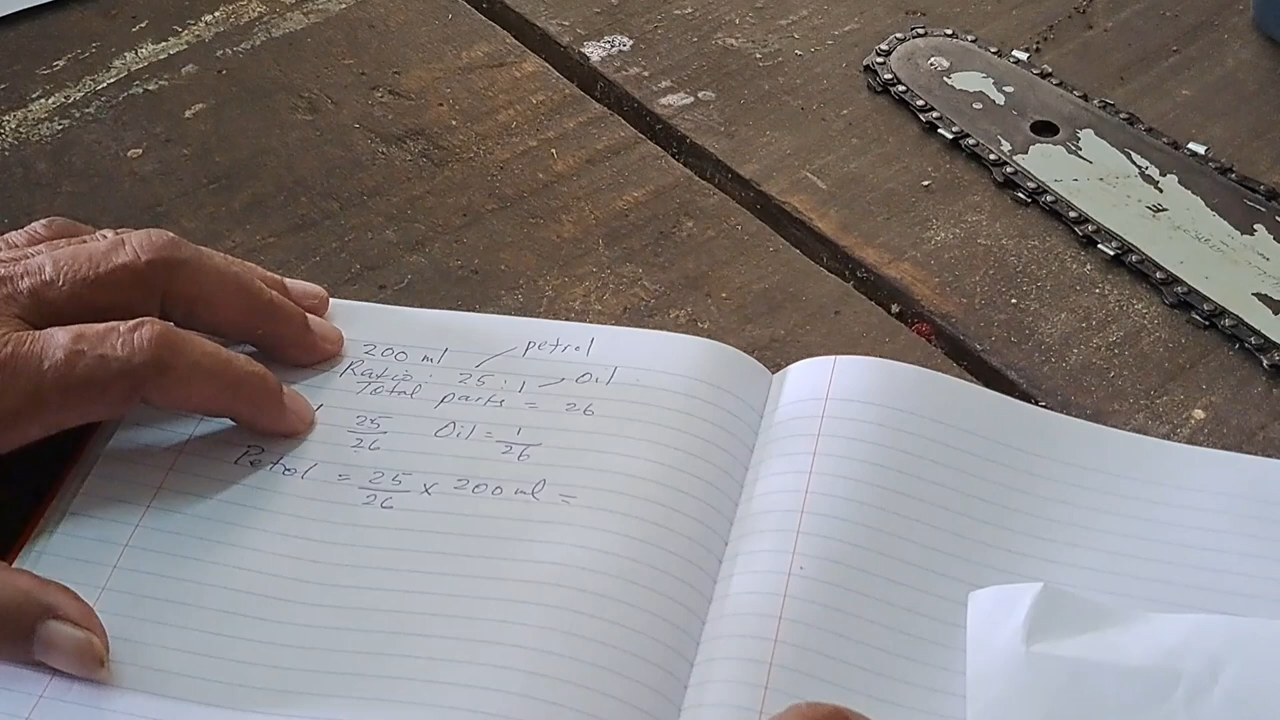 200 ml petrol
Ratio: 25:1 Oil
Total parts = 26
25/26 Oil = 1/26
Petrol = 25/26 x 200 ml =